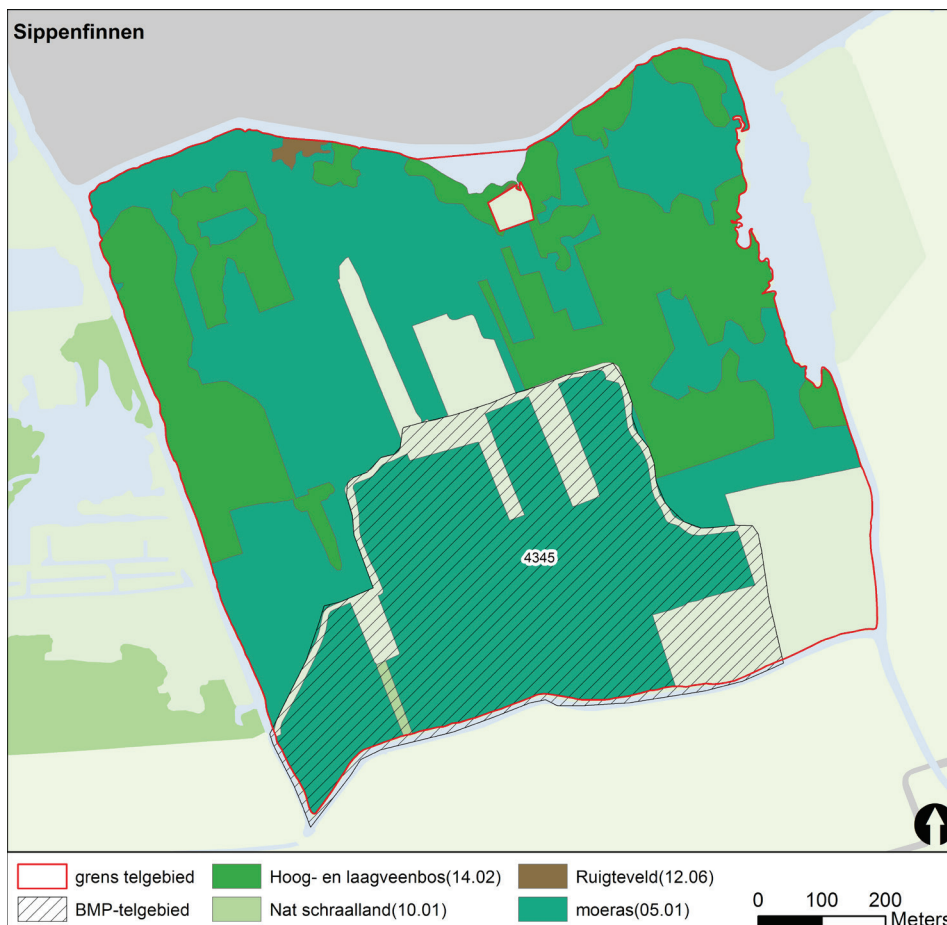 Sippenfinnen
4345
grens telgebied
Hoog- en laagveenbos(14.02)
Ruigteveld(12.06)
BMP-telgebied
Nat schraalland(10.01)
moeras(05.01)
0 100 200
Meters